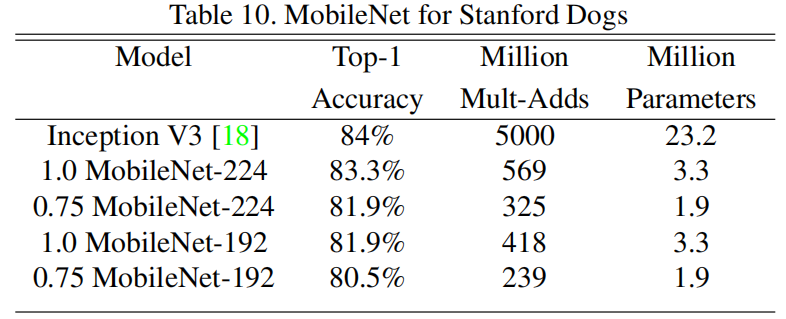 Table 10. MobileNet for Stanford Dogs
Model Top-1 Million Million
Accuracy Mult-Adds Parameters
Inception V3 [18] 84% 5000 23.2
1.0 MobileNet-224 83.3% 569 3.3
0.75 MobileNet-224 81.9% 325 1.9
1.0 MobileNet-192 81.9% 418 3.3
0.75 MobileNet-192 80.5% 239 1.9